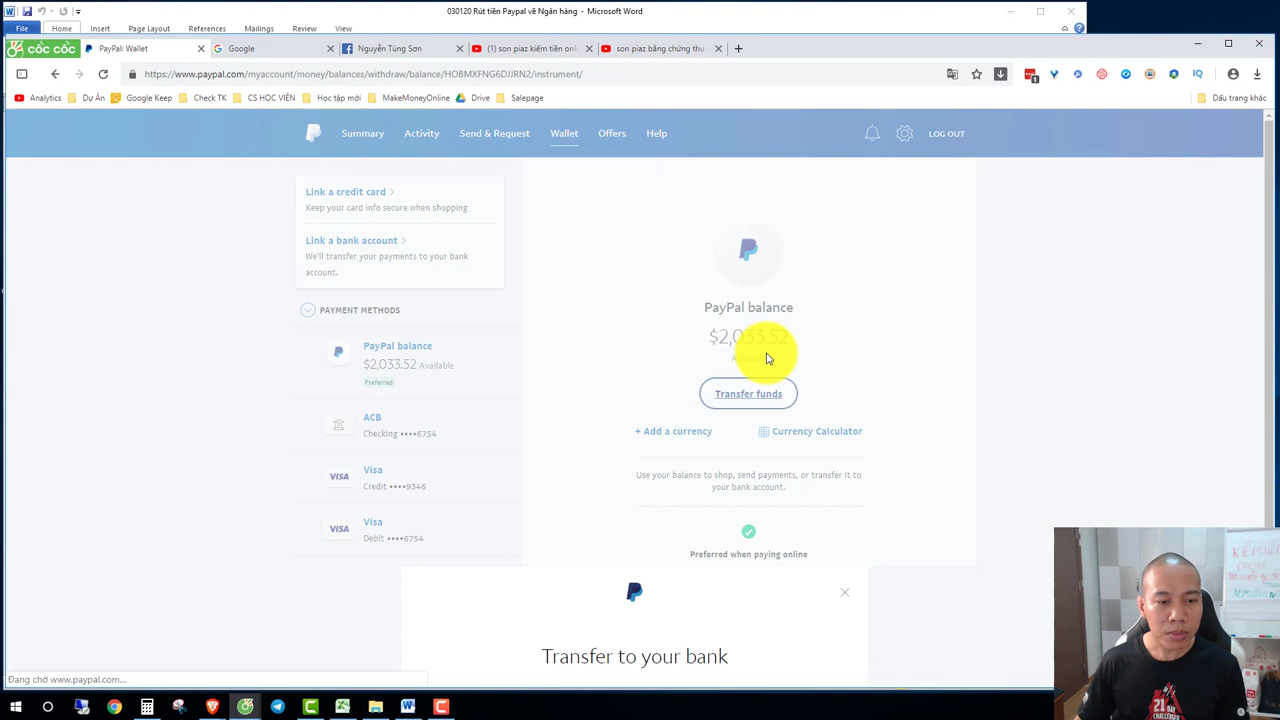 030120 Rút tiền Paypal về Ngân hàng - Microsoft Word
File Home Insert Page Layout References Mailings Review View
CỐC CỐC PayPal: Wallet Google Nguyễn Tùng Sơn (1) son piaz kiếm tiền onl son piaz bằng chứng thu
https://www.paypal.com/myaccount/money/balances/withdraw/balance/HOBMXFNG6DJJRN2/instrument/
Analytics Dự Án Google Keep Check TK CS HỌC VIÊN Học tập mới MakeMoneyOnline Drive Salepage Dấu trang khác
Summary Activity Send & Request Wallet Offers Help LOG OUT
Link a credit card
Keep your card info secure when shopping
Link a bank account
We'll transfer your payments to your bank
account.
PAYMENT METHODS
PayPal balance
$2,033.52 Available
Preferred
ACB
Checking ••••6754
Visa
Credit ••••9346
Visa
Debit ••••6754
PayPal balance
$2,033.52
Transfer funds
+ Add a currency Currency Calculator
Use your balance to shop, send payments, or transfer it to
your bank account.
Preferred when paying online
Transfer to your bank
Đang chờ www.paypal.com...